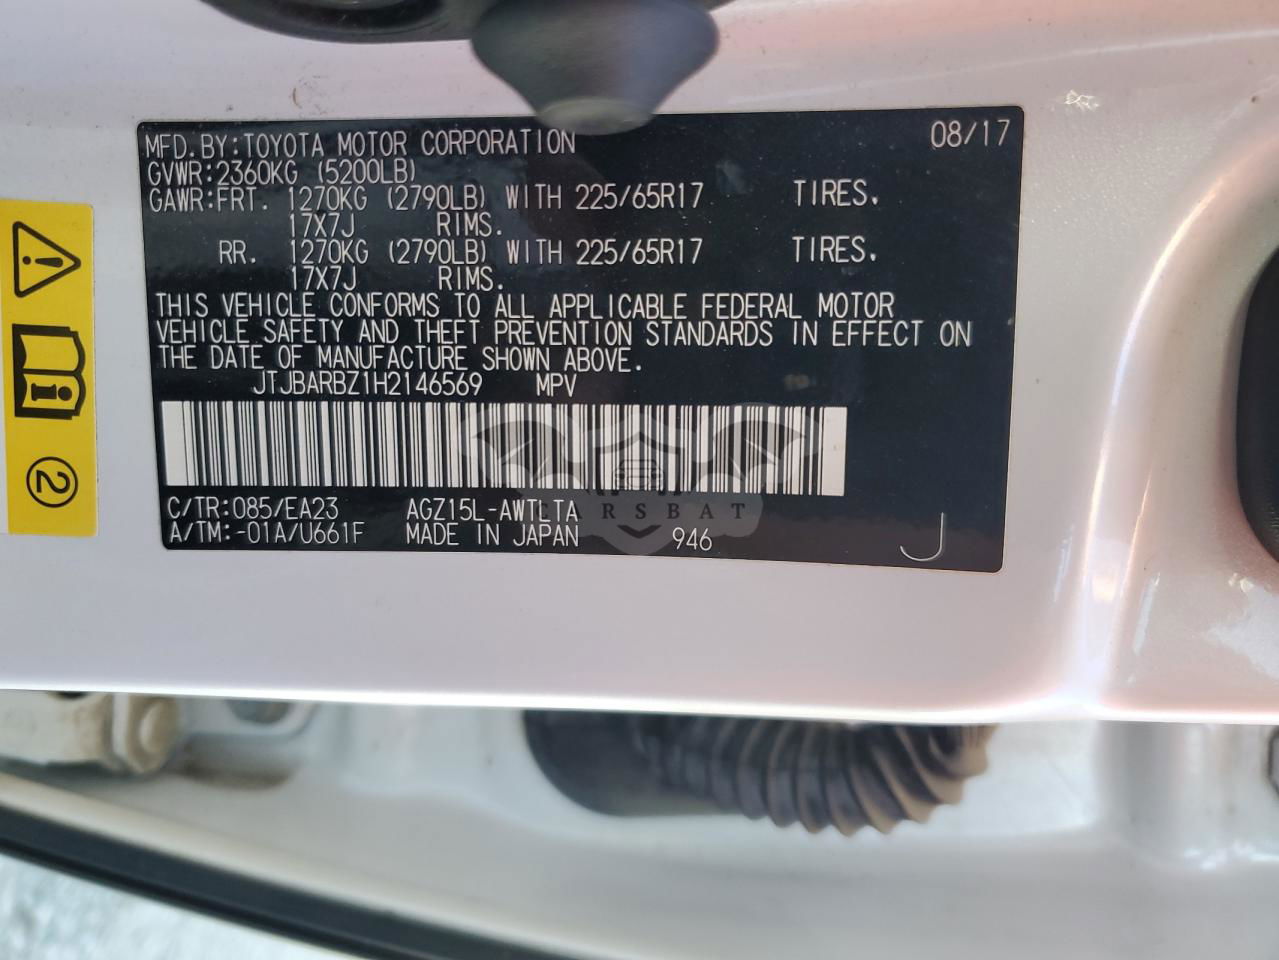 MFD.BY:TOYOTA MOTOR CORPORATION 08/17
GVWR:2360KG (5200LB)
GAWR:FRT. 1270KG (2790LB) WITH 225/65R17 TIRES.
17X7J RIMS.
RR. 1270KG (2790LB) WITH 225/65R17 TIRES.
17X7J RIMS.
THIS VEHICLE CONFORMS TO ALL APPLICABLE FEDERAL MOTOR
VEHICLE SAFETY AND THEFT PREVENTION STANDARDS IN EFFECT ON
THE DATE OF MANUFACTURE SHOWN ABOVE.
JTJBARBZ1H2146569 MPV
C/TR:085/EA23 AGZ15L-AWTLTA
A/TM:-01A/U661F MADE IN JAPAN 946 J
CARSBAT
2